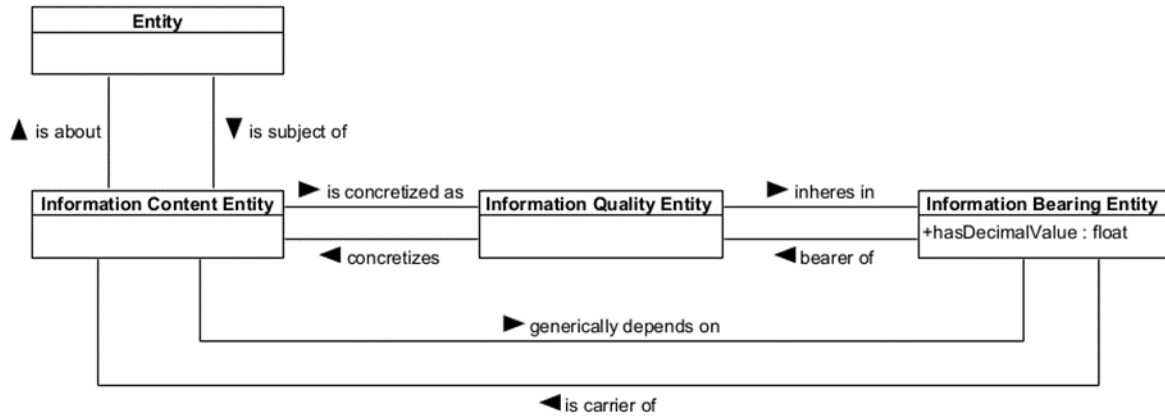 Entity
▲ is about
▼ is subject of
Information Content Entity
► is concretized as
◄ concretizes
Information Quality Entity
► inheres in
◄ bearer of
Information Bearing Entity
+hasDecimalValue : float
► generically depends on
◄ is carrier of